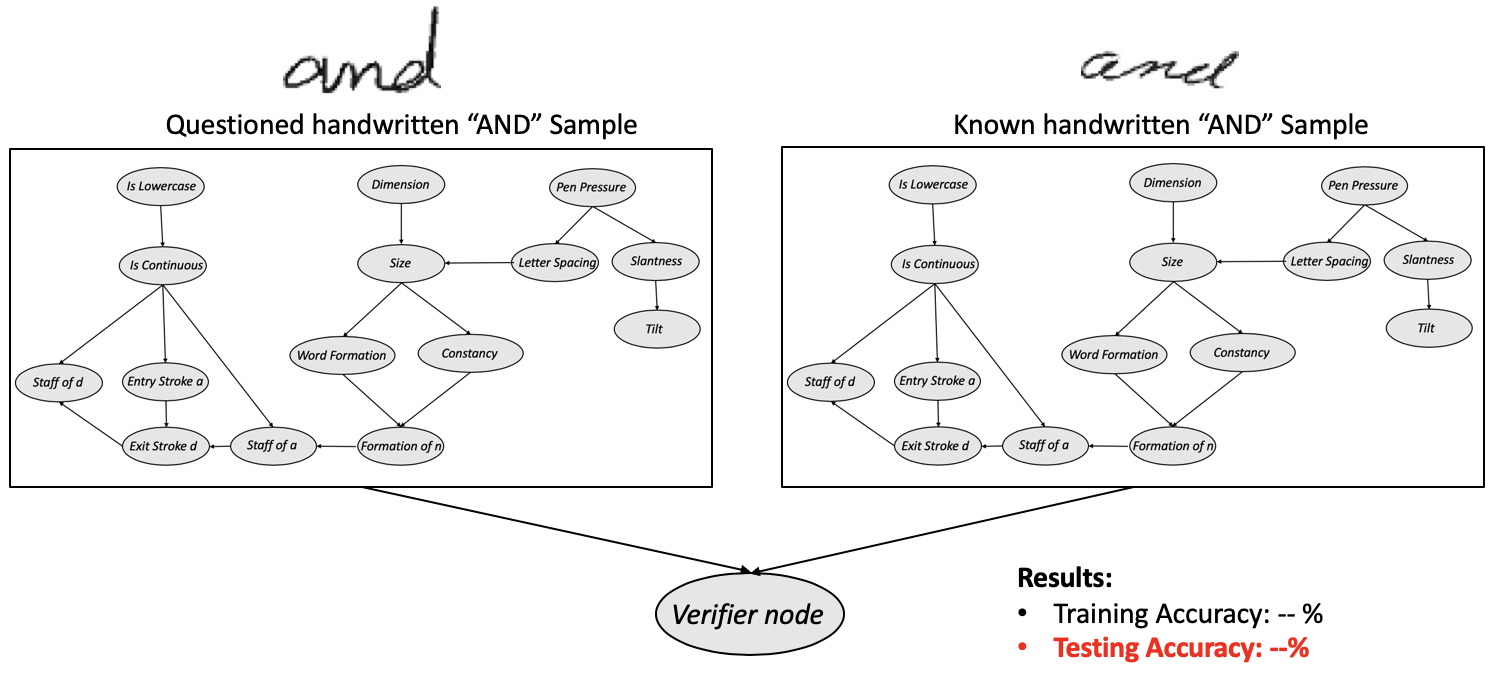 and
and
Questioned handwritten “AND” Sample
Known handwritten “AND” Sample
Is Lowercase
Dimension
Pen Pressure
Is Continuous
Size
Letter Spacing
Slantness
Tilt
Word Formation
Constancy
Staff of d
Entry Stroke a
Exit Stroke d
Staff of a
Formation of n
Is Lowercase
Dimension
Pen Pressure
Is Continuous
Size
Letter Spacing
Slantness
Tilt
Word Formation
Constancy
Staff of d
Entry Stroke a
Exit Stroke d
Staff of a
Formation of n
Verifier node
Results:
• Training Accuracy: -- %
• Testing Accuracy: --%